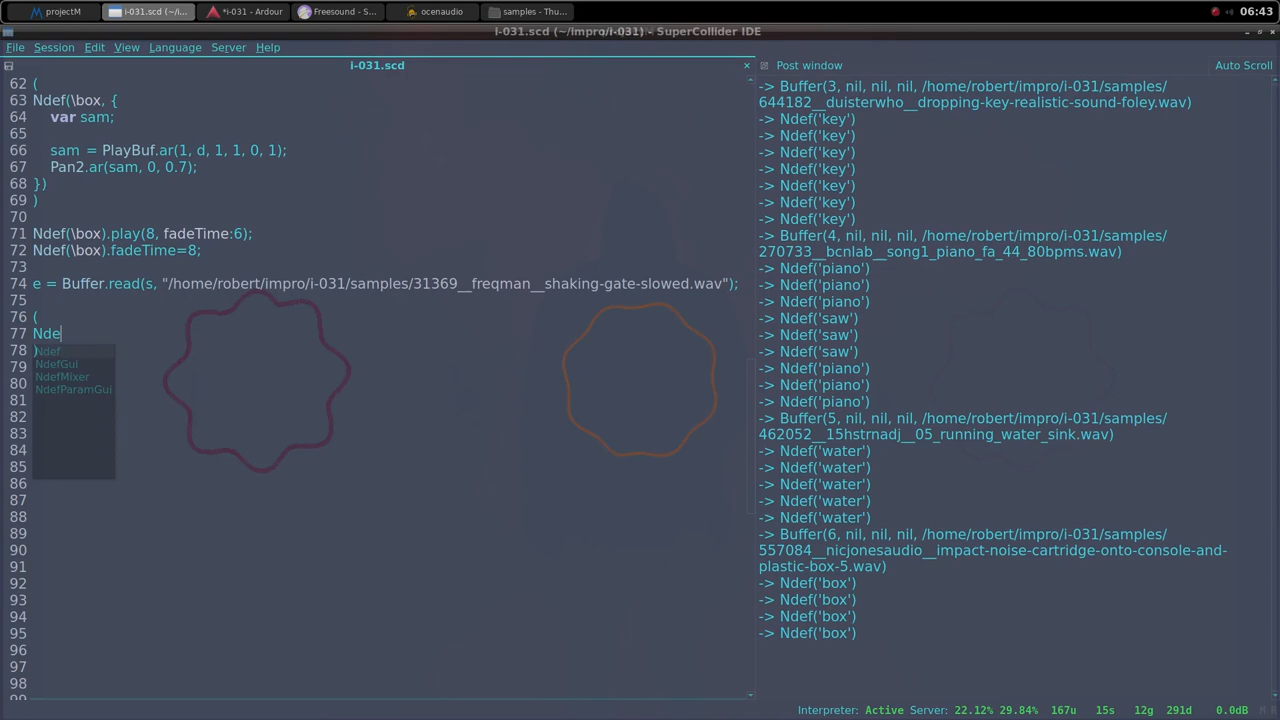 projectM
i-031.scd (~/i...
*i-031 - Ardour
Freesound - S...
ocenaudio
samples - Thu...
06:43
i-031.scd (~/impro/i-031) - SuperCollider IDE
File Session Edit View Language Server Help
i-031.scd
62 (
63 Ndef(\box, {
64 var sam;
65
66 sam = PlayBuf.ar(1, d, 1, 1, 0, 1);
67 Pan2.ar(sam, 0, 0.7);
68 })
69 )
70
71 Ndef(\box).play(8, fadeTime:6);
72 Ndef(\box).fadeTime=8;
73
74 e = Buffer.read(s, "/home/robert/impro/i-031/samples/31369__freqman__shaking-gate-slowed.wav");
75
76 (
77 Nde
78 )
79
80
81
82
83
84
85
86
87
88
89
90
91
92
93
94
95
96
97
98
99
Ndef
NdefGui
NdefMixer
NdefParamGui
Post window Auto Scroll
-> Buffer(3, nil, nil, nil, /home/robert/impro/i-031/samples/
644182__duisterwho__dropping-key-realistic-sound-foley.wav)
-> Ndef('key')
-> Ndef('key')
-> Ndef('key')
-> Ndef('key')
-> Ndef('key')
-> Ndef('key')
-> Ndef('key')
-> Buffer(4, nil, nil, nil, /home/robert/impro/i-031/samples/
270733__bcnlab__song1_piano_fa_44_80bpms.wav)
-> Ndef('piano')
-> Ndef('piano')
-> Ndef('piano')
-> Ndef('saw')
-> Ndef('saw')
-> Ndef('saw')
-> Ndef('piano')
-> Ndef('piano')
-> Ndef('piano')
-> Buffer(5, nil, nil, nil, /home/robert/impro/i-031/samples/
462052__15hstrnadj__05_running_water_sink.wav)
-> Ndef('water')
-> Ndef('water')
-> Ndef('water')
-> Ndef('water')
-> Ndef('water')
-> Buffer(6, nil, nil, nil, /home/robert/impro/i-031/samples/
557084__nicjonesaudio__impact-noise-cartridge-onto-console-and-
plastic-box-5.wav)
-> Ndef('box')
-> Ndef('box')
-> Ndef('box')
-> Ndef('box')
Interpreter: Active Server: 22.12% 29.84% 167u 15s 12g 291d 0.0dB M R